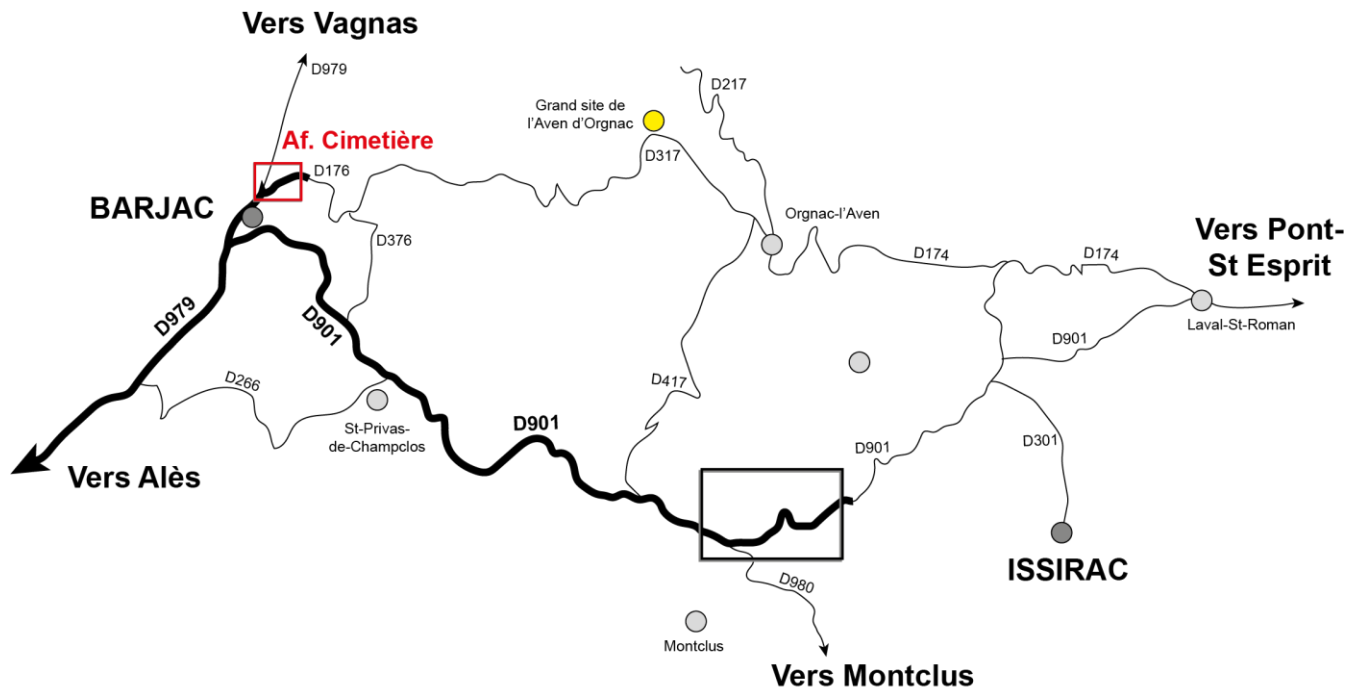 Vers Vagnas
D979
D217
Grand site de
l'Aven d'Orgnac
Af. Cimetière
D317
D176
BARJAC
Orgnac-l'Aven
Vers Pont-
St Esprit
D376
D174
D174
D979
D901
Laval-St-Roman
D901
D266
D417
St-Privas-
de-Champclos
D901
D901
D301
Vers Alès
ISSIRAC
D980
Montclus
Vers Montclus